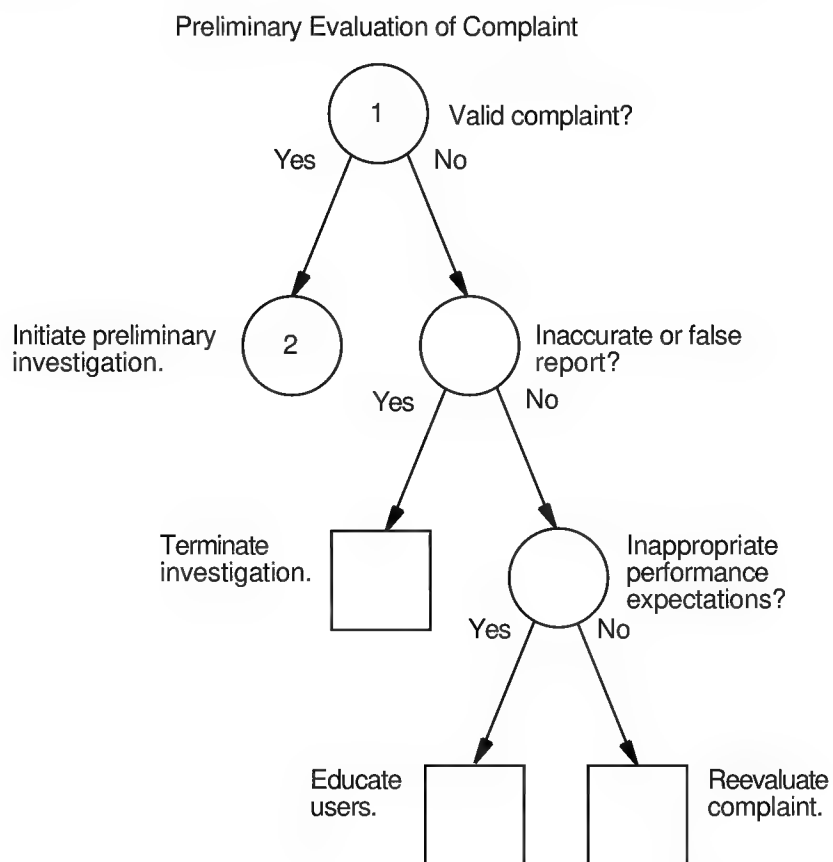 Preliminary Evaluation of Complaint
1
Valid complaint?
Yes
No
Initiate preliminary
investigation.
2
Inaccurate or false
report?
Yes
No
Terminate
investigation.
Inappropriate
performance
expectations?
Yes
No
Educate
users.
Reevaluate
complaint.